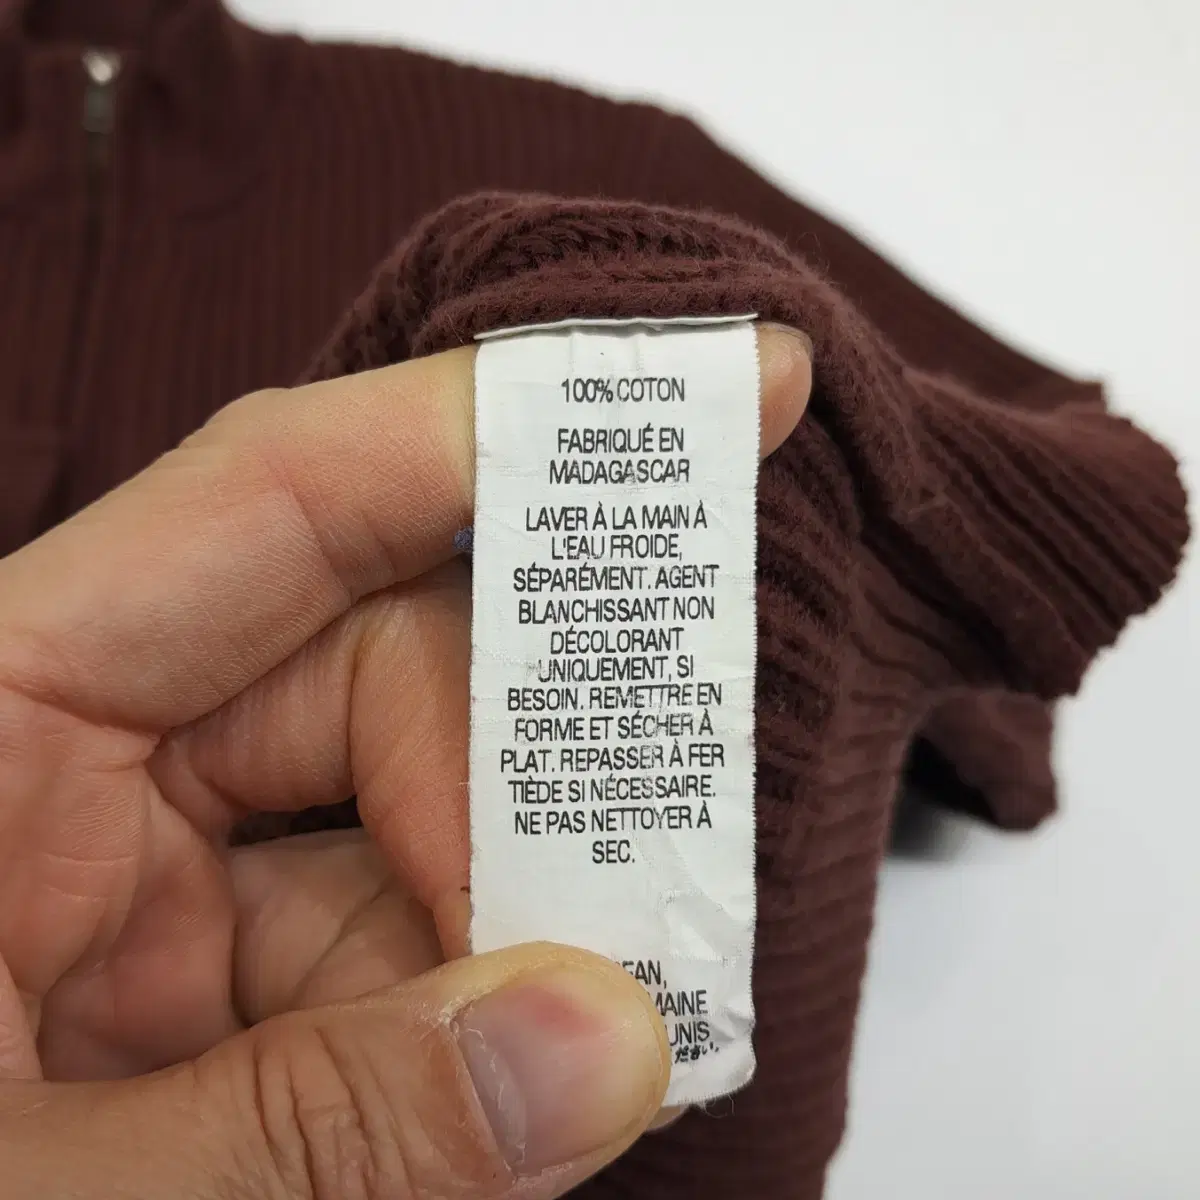 100% COTON
FABRIQUÉ EN
MADAGASCAR
LAVER À LA MAIN À
L'EAU FROIDE,
SÉPARÉMENT. AGENT
BLANCHISSANT NON
DÉCOLORANT
UNIQUEMENT, SI
BESOIN. REMETTRE EN
FORME ET SÉCHER À
PLAT. REPASSER À FER
TIÈDE SI NÉCESSAIRE.
NE PAS NETTOYER À
SEC.